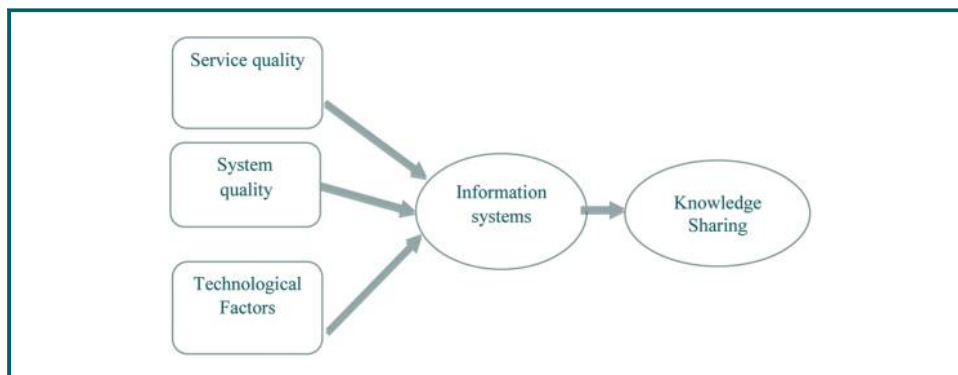 Service quality
System
quality
Technological
Factors
Information
systems
Knowledge
Sharing